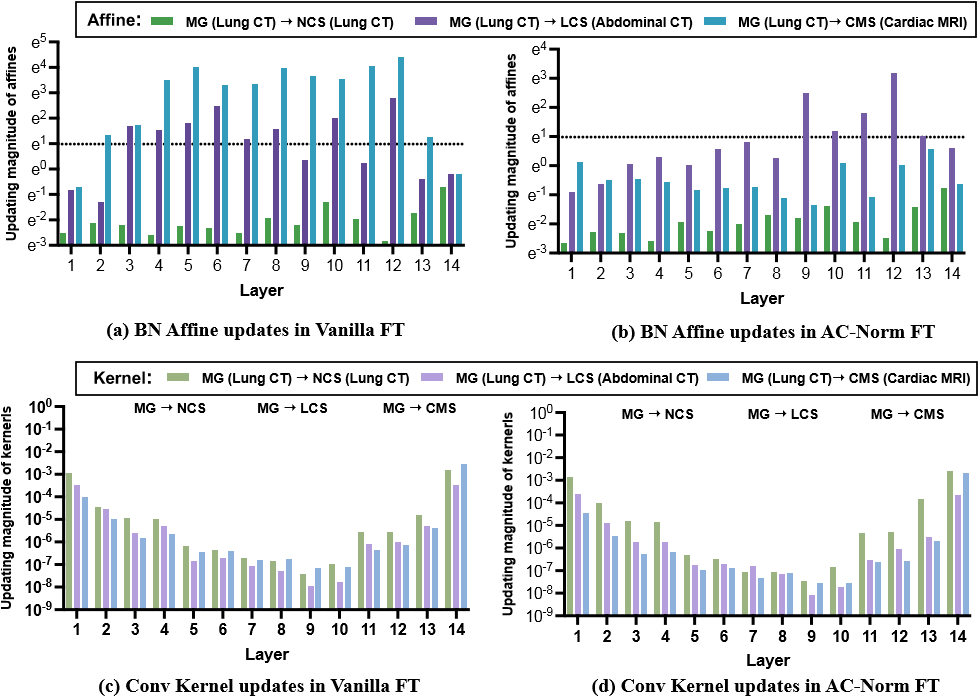 Affine: MG (Lung CT) → NCS (Lung CT) MG (Lung CT) → LCS (Abdominal CT) MG (Lung CT)→ CMS (Cardiac MRI)
Updating magnitude of affines
e5
e4
e3
e2
e1
e0
e-1
e-2
e-3
1 2 3 4 5 6 7 8 9 10 11 12 13 14
Layer
(a) BN Affine updates in Vanilla FT
Updating magnitude of affines
e4
e3
e2
e1
e0
e-1
e-2
e-3
1 2 3 4 5 6 7 8 9 10 11 12 13 14
Layer
(b) BN Affine updates in AC-Norm FT
Kernel: MG (Lung CT) → NCS (Lung CT) MG (Lung CT) → LCS (Abdominal CT) MG (Lung CT)→ CMS (Cardiac MRI)
Updating magnitude of kernerls
MG → NCS MG → LCS MG → CMS
100
10-1
10-2
10-3
10-4
10-5
10-6
10-7
10-8
10-9
1 2 3 4 5 6 7 8 9 10 11 12 13 14
Layer
(c) Conv Kernel updates in Vanilla FT
Updating magnitude of kernerls
MG → NCS MG → LCS MG → CMS
100
10-1
10-2
10-3
10-4
10-5
10-6
10-7
10-8
10-9
1 2 3 4 5 6 7 8 9 10 11 12 13 14
Layer
(d) Conv Kernel updates in AC-Norm FT